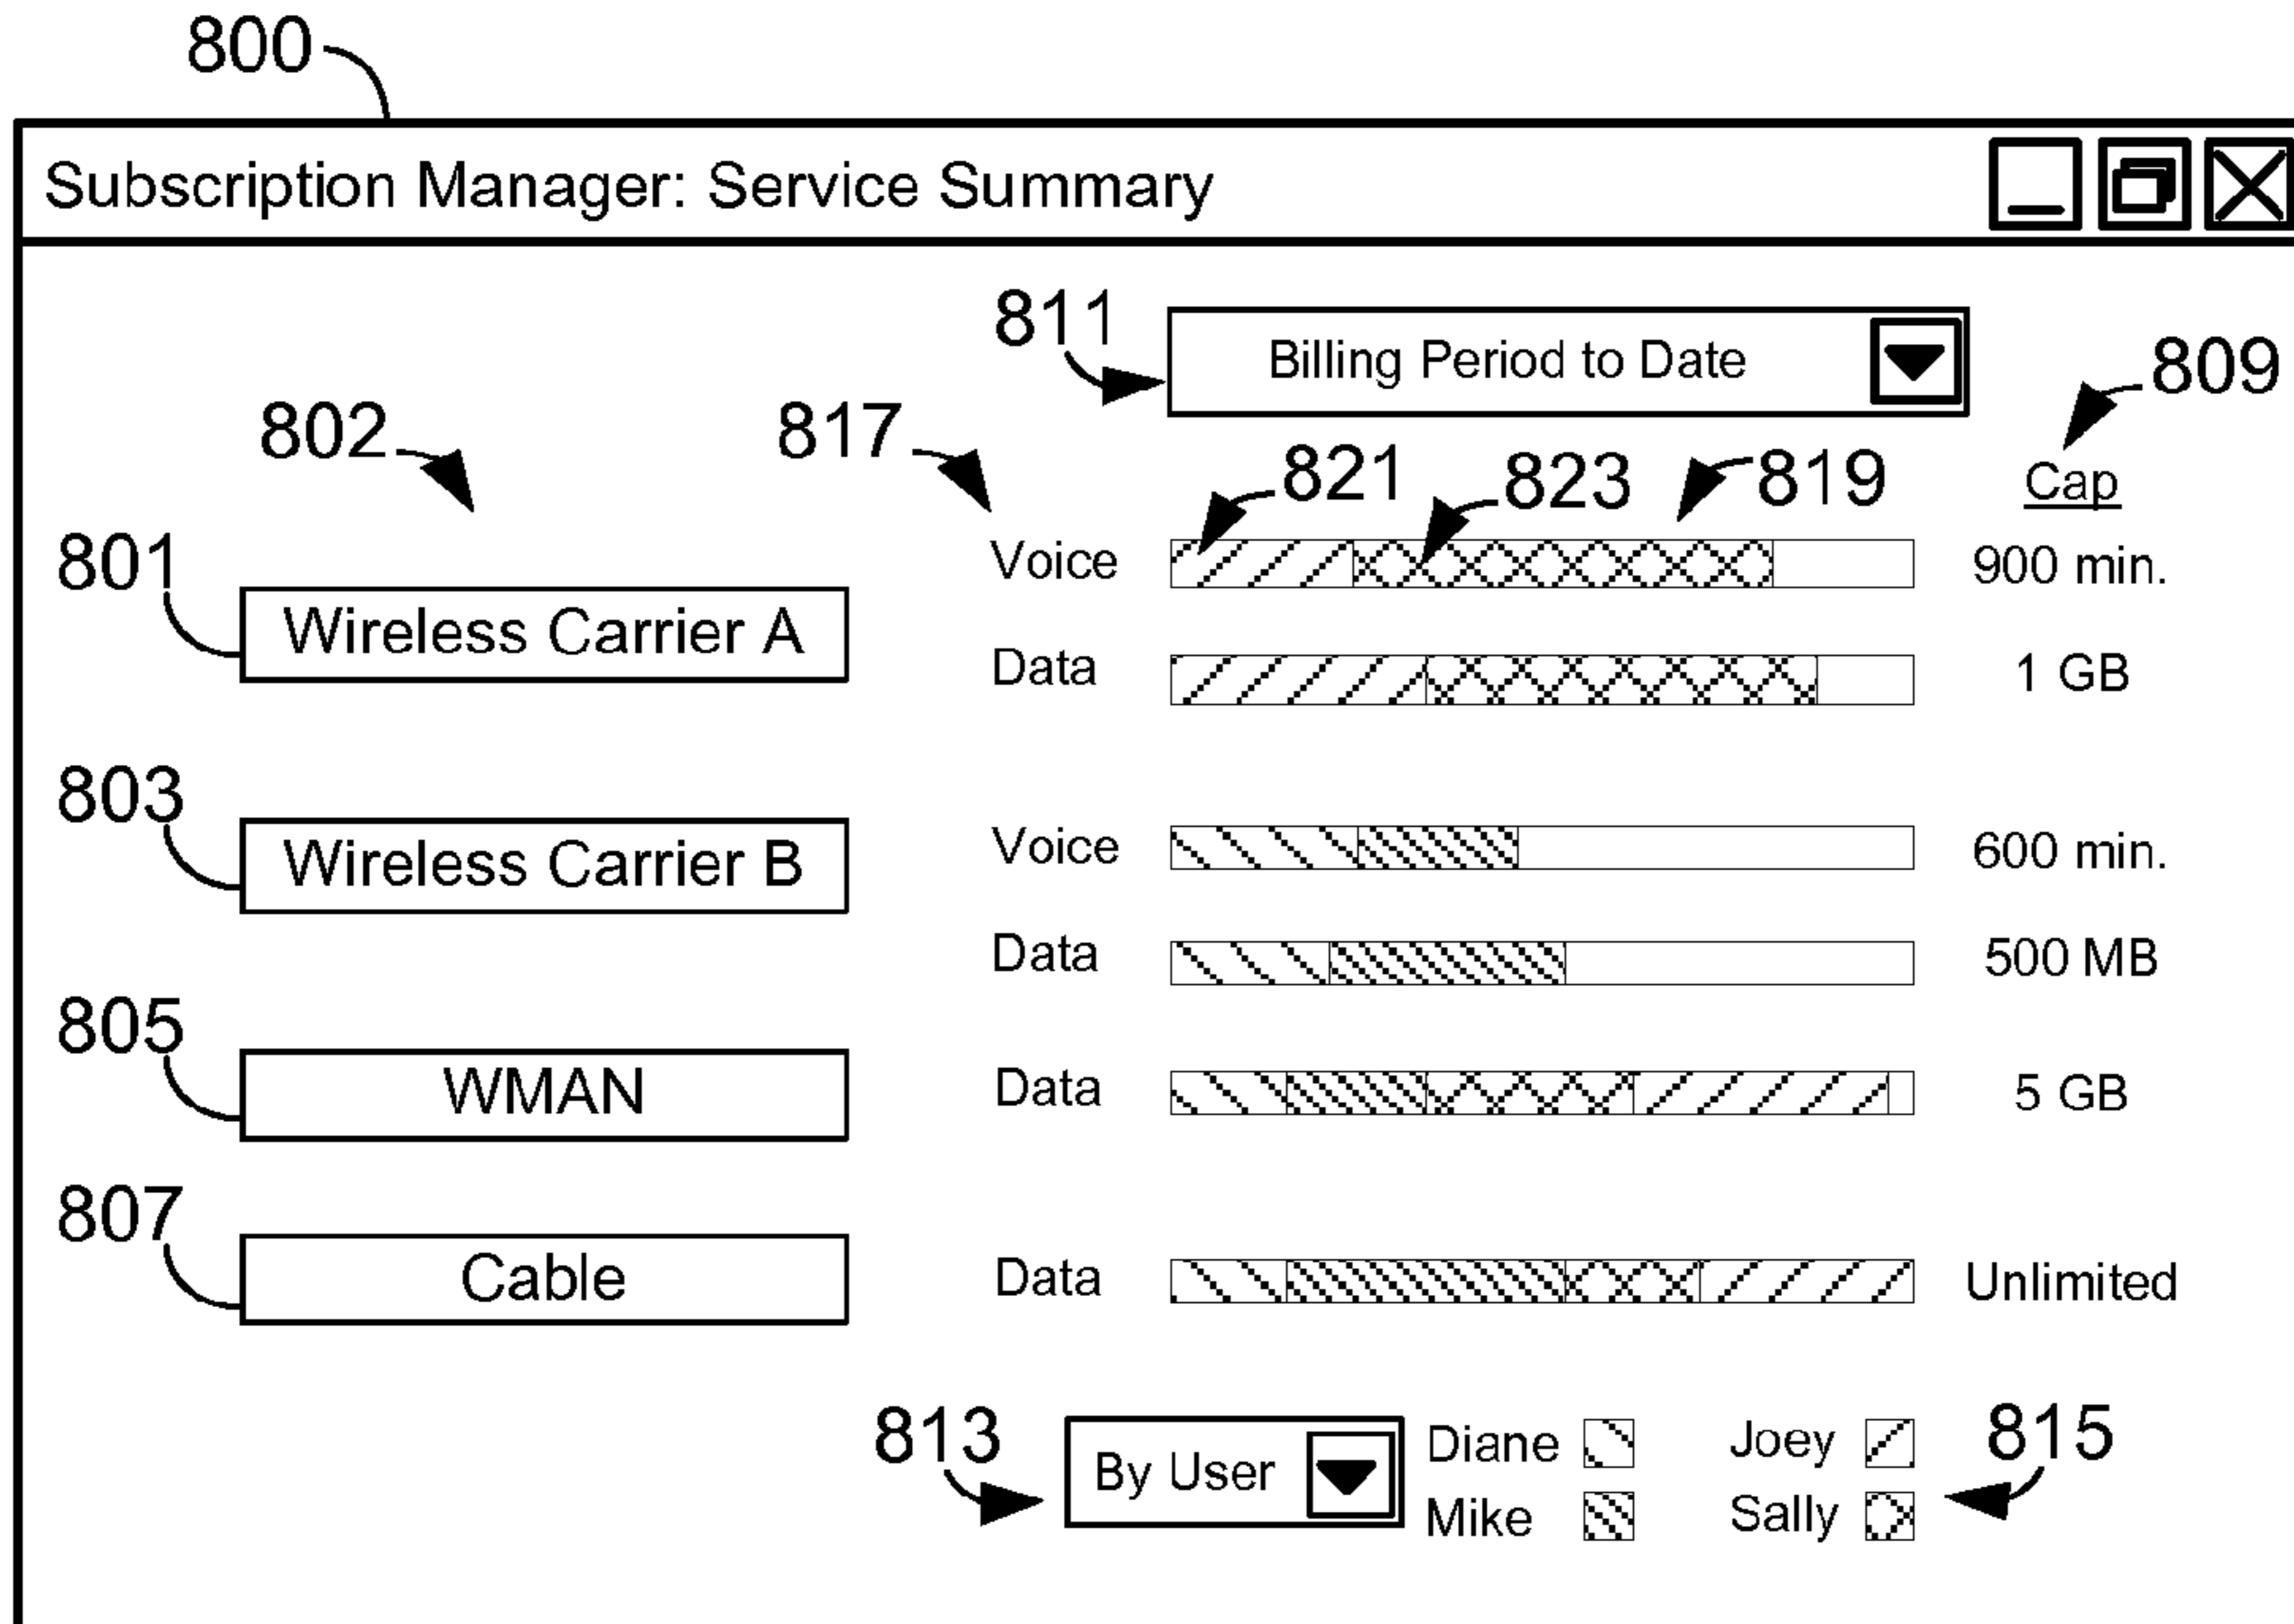 800
Subscription Manager: Service Summary
811
Billing Period to Date
809
802
817
821
823
819
Cap
801
Wireless Carrier A
Voice
900 min.
Data
1 GB
803
Wireless Carrier B
Voice
600 min.
Data
500 MB
805
WMAN
Data
5 GB
807
Cable
Data
Unlimited
813
By User
Diane
Joey
815
Mike
Sally